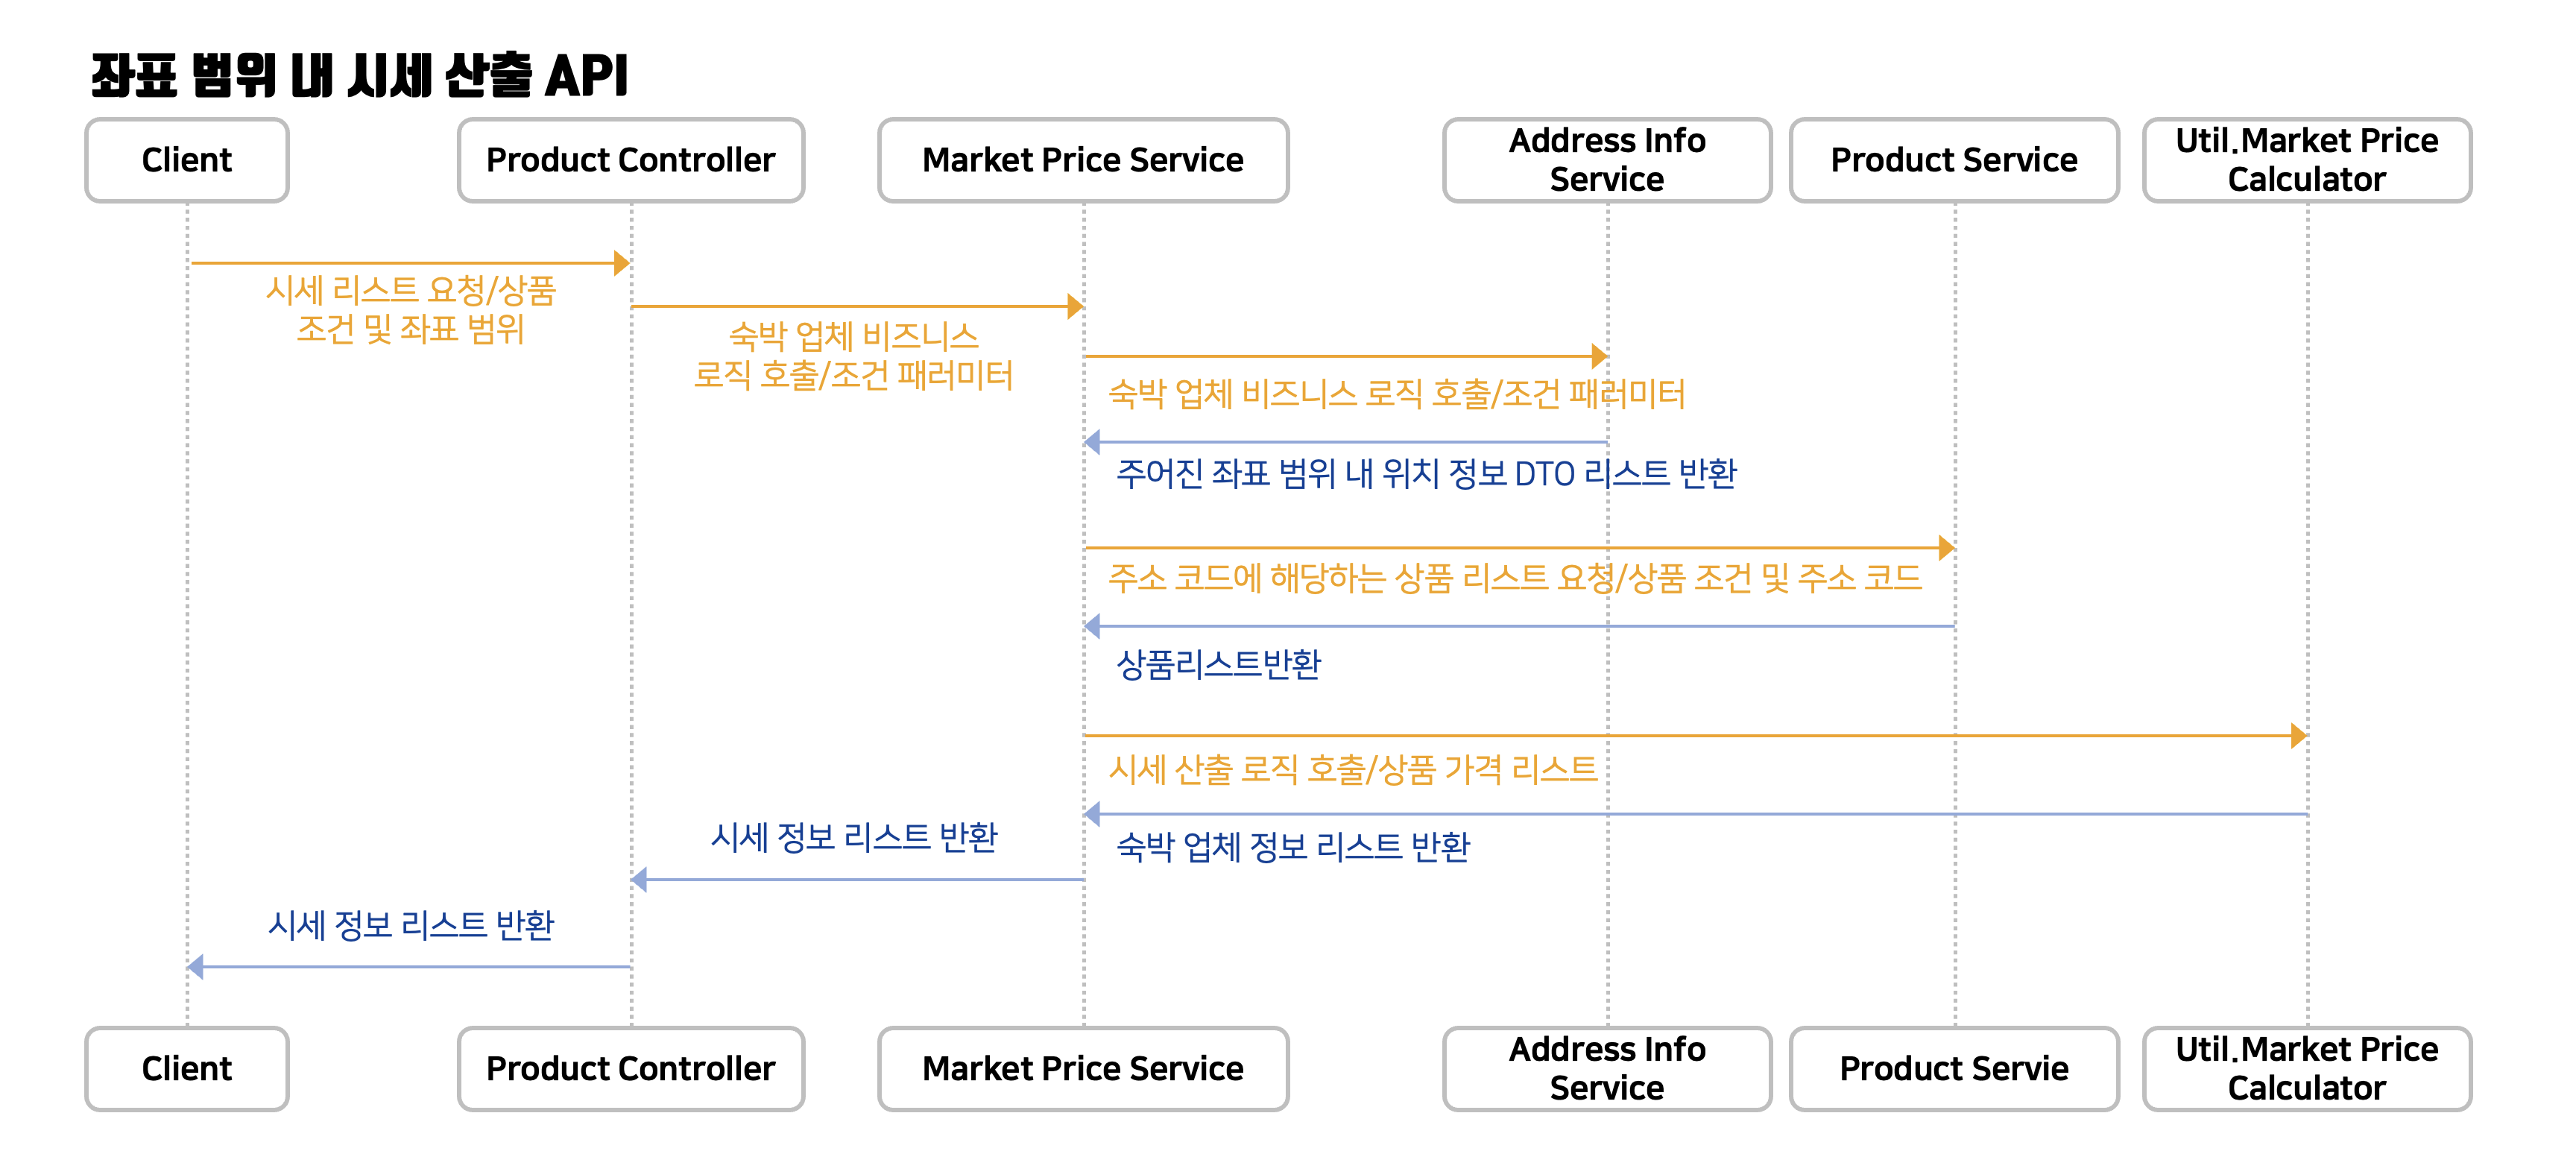 좌표 범위 내 시세 산출 API
Client
Product Controller
Market Price Service
Address Info
Service
Product Service
Util.Market Price
Calculator
시세 리스트 요청/상품
조건 및 좌표 범위
숙박 업체 비즈니스
로직 호출/조건 패러미터
숙박 업체 비즈니스 로직 호출/조건 패러미터
주어진 좌표 범위 내 위치 정보 DTO 리스트 반환
주소 코드에 해당하는 상품 리스트 요청/상품 조건 및 주소 코드
상품리스트반환
시세 산출 로직 호출/상품 가격 리스트
숙박 업체 정보 리스트 반환
시세 정보 리스트 반환
시세 정보 리스트 반환
Client
Product Controller
Market Price Service
Address Info
Service
Product Servie
Util.Market Price
Calculator